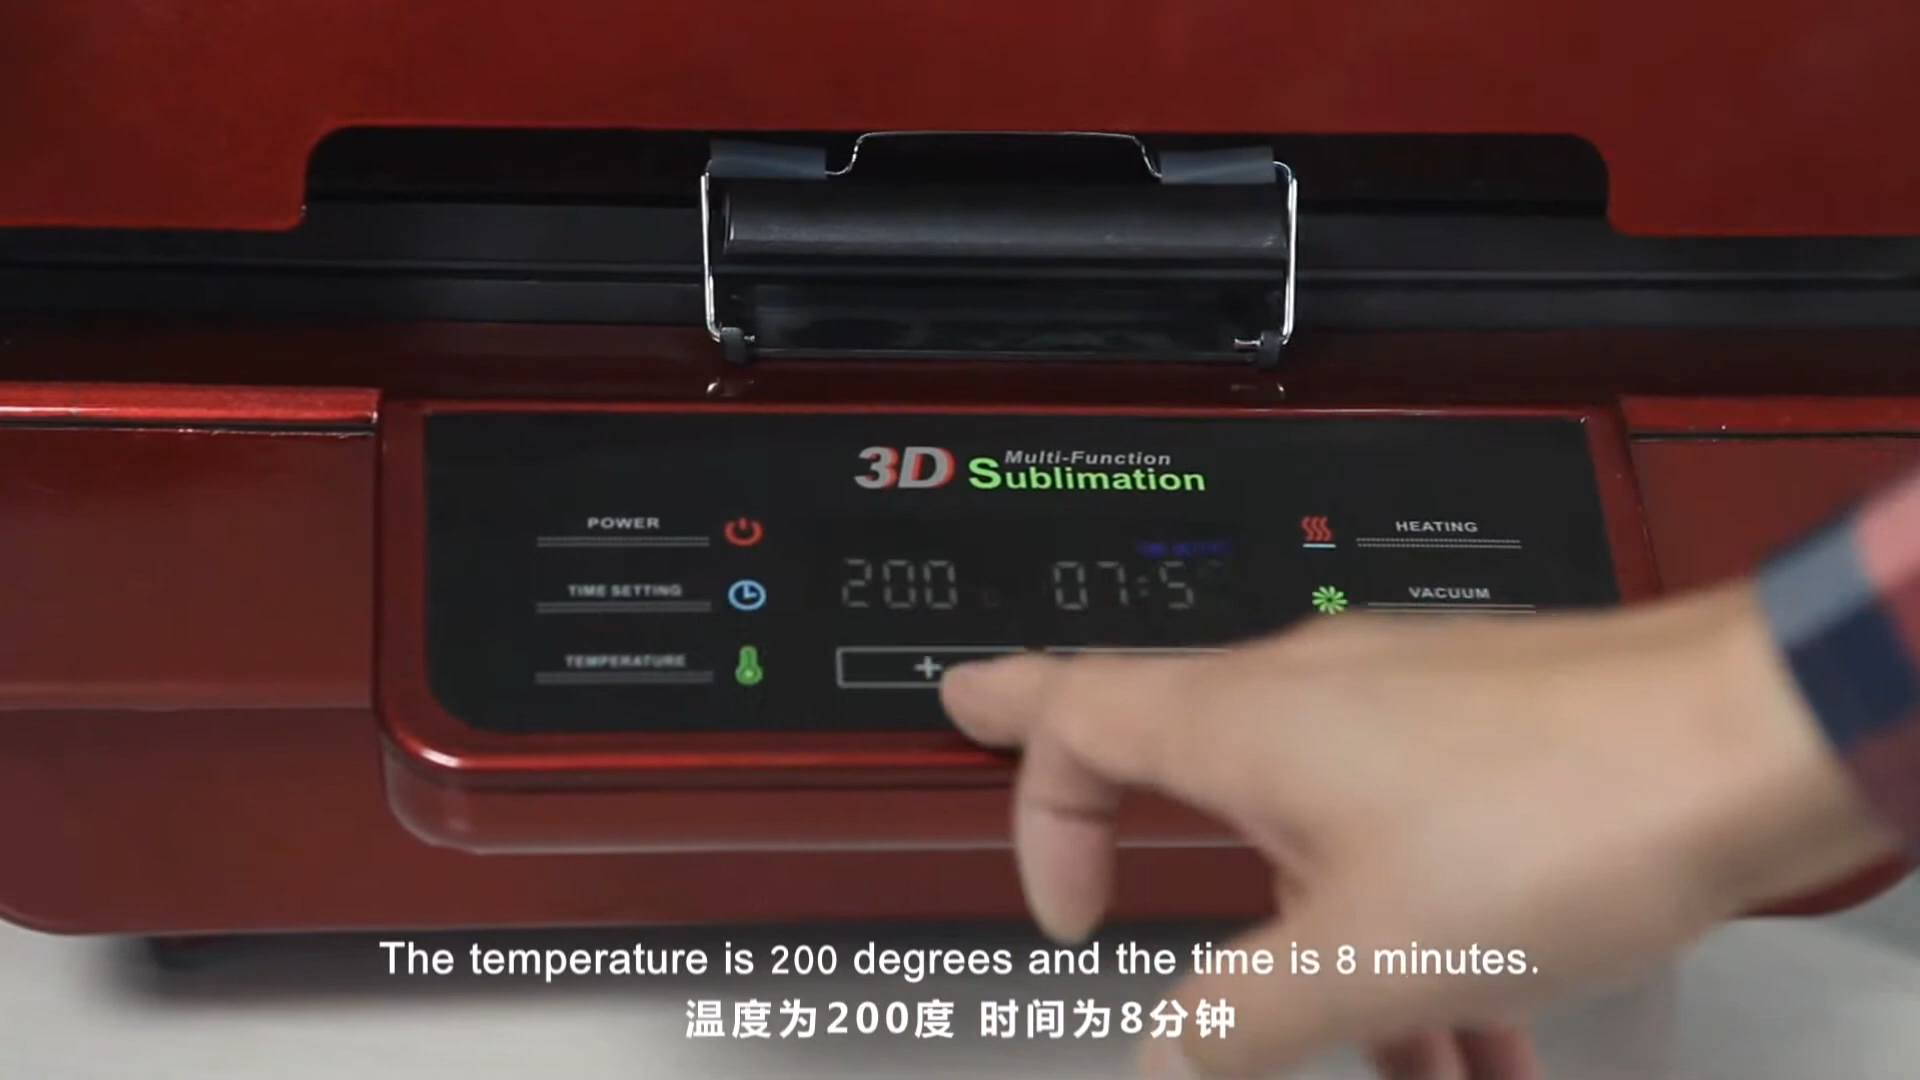 3D Multi-Function
Sublimation
POWER
HEATING
TIME SETTING
200
07:5
VACUUM
TEMPERATURE
+
The temperature is 200 degrees and the time is 8 minutes.
温度为200度 时间为8分钟